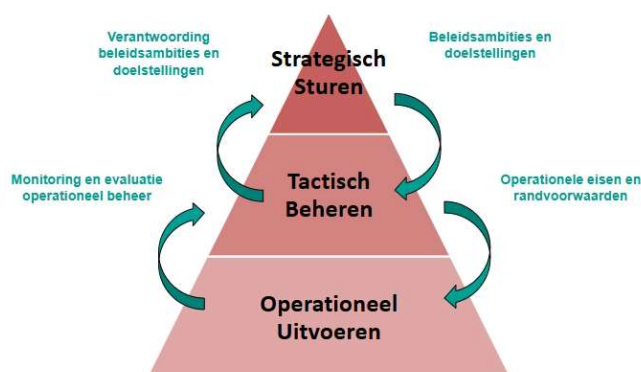 Verantwoording
beleidsambities en
doelstellingen
Beleidsambities en
doelstellingen
Strategisch
Sturen
Monitoring en evaluatie
operationeel beheer
Tactisch
Beheren
Operationele eisen en
randvoorwaarden
Operationeel
Uitvoeren